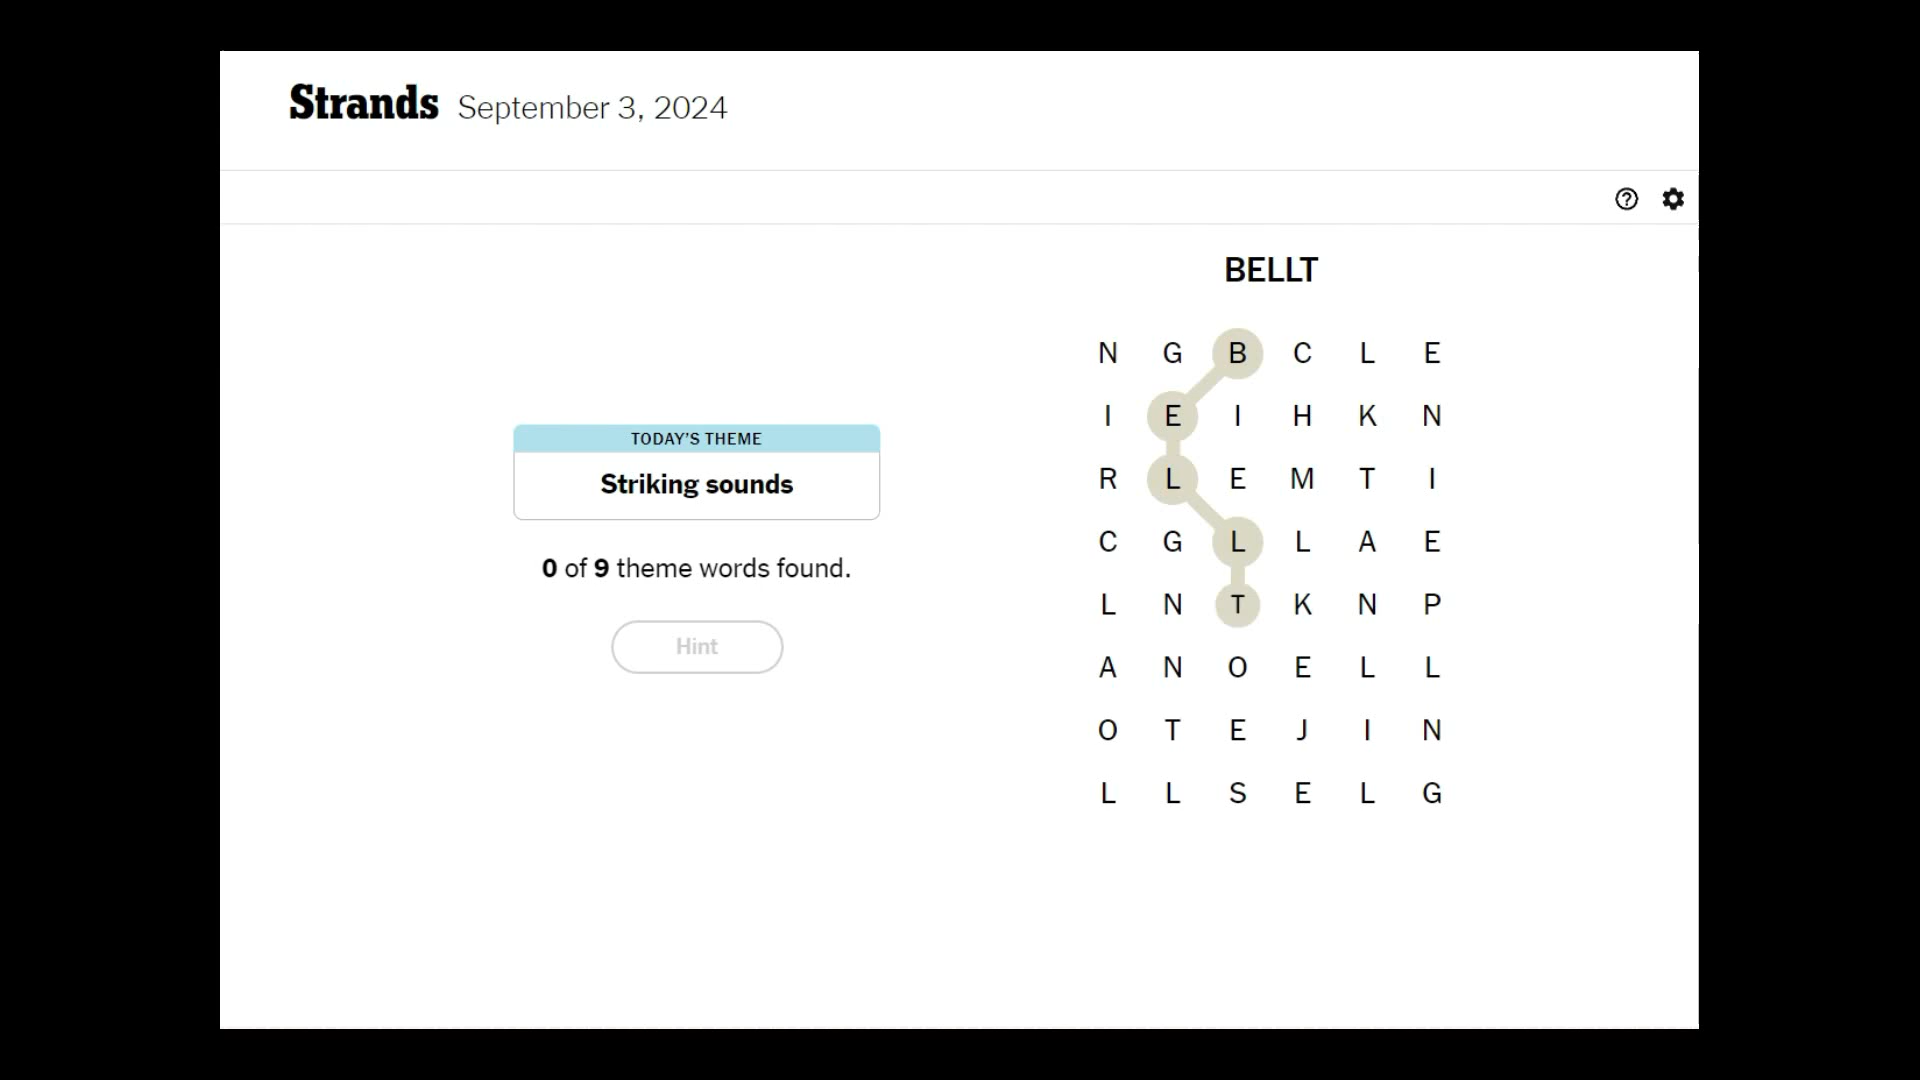 Strands September 3, 2024
BELLT
TODAY'S THEME
Striking sounds
0 of 9 theme words found.
Hint
N G B C L E
I E I H K N
R L E M T I
C G L L A E
L N T K N P
A N O E L L
O T E J I N
L L S E L G